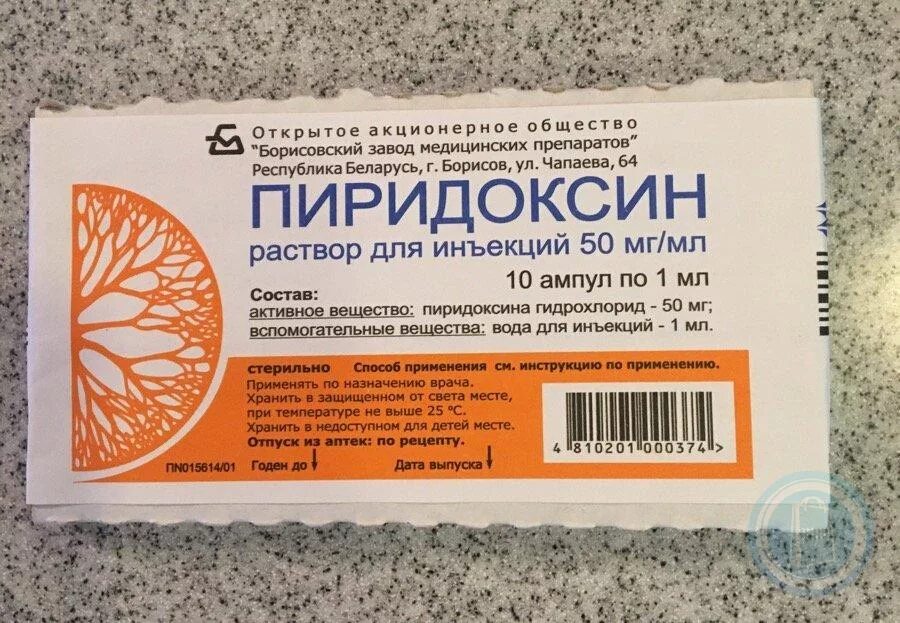 Открытое акционерное общество
"Борисовский завод медицинских препаратов"
Республика Беларусь, г. Борисов, ул. Чапаева, 64
ПИРИДОКСИН
раствор для инъекций 50 мг/мл
10 ампул по 1 мл
Состав:
активное вещество: пиридоксина гидрохлорид - 50 мг;
вспомогательные вещества: вода для инъекций - 1 мл.
стерильно Способ применения см. инструкцию по применению.
Применять по назначению врача.
Хранить в защищенном от света месте,
при температуре не выше 25 °С.
Хранить в недоступном для детей месте.
Отпуск из аптек: по рецепту.
4 810201 000374 >
ПN015614/01 Годен до Дата выпуска